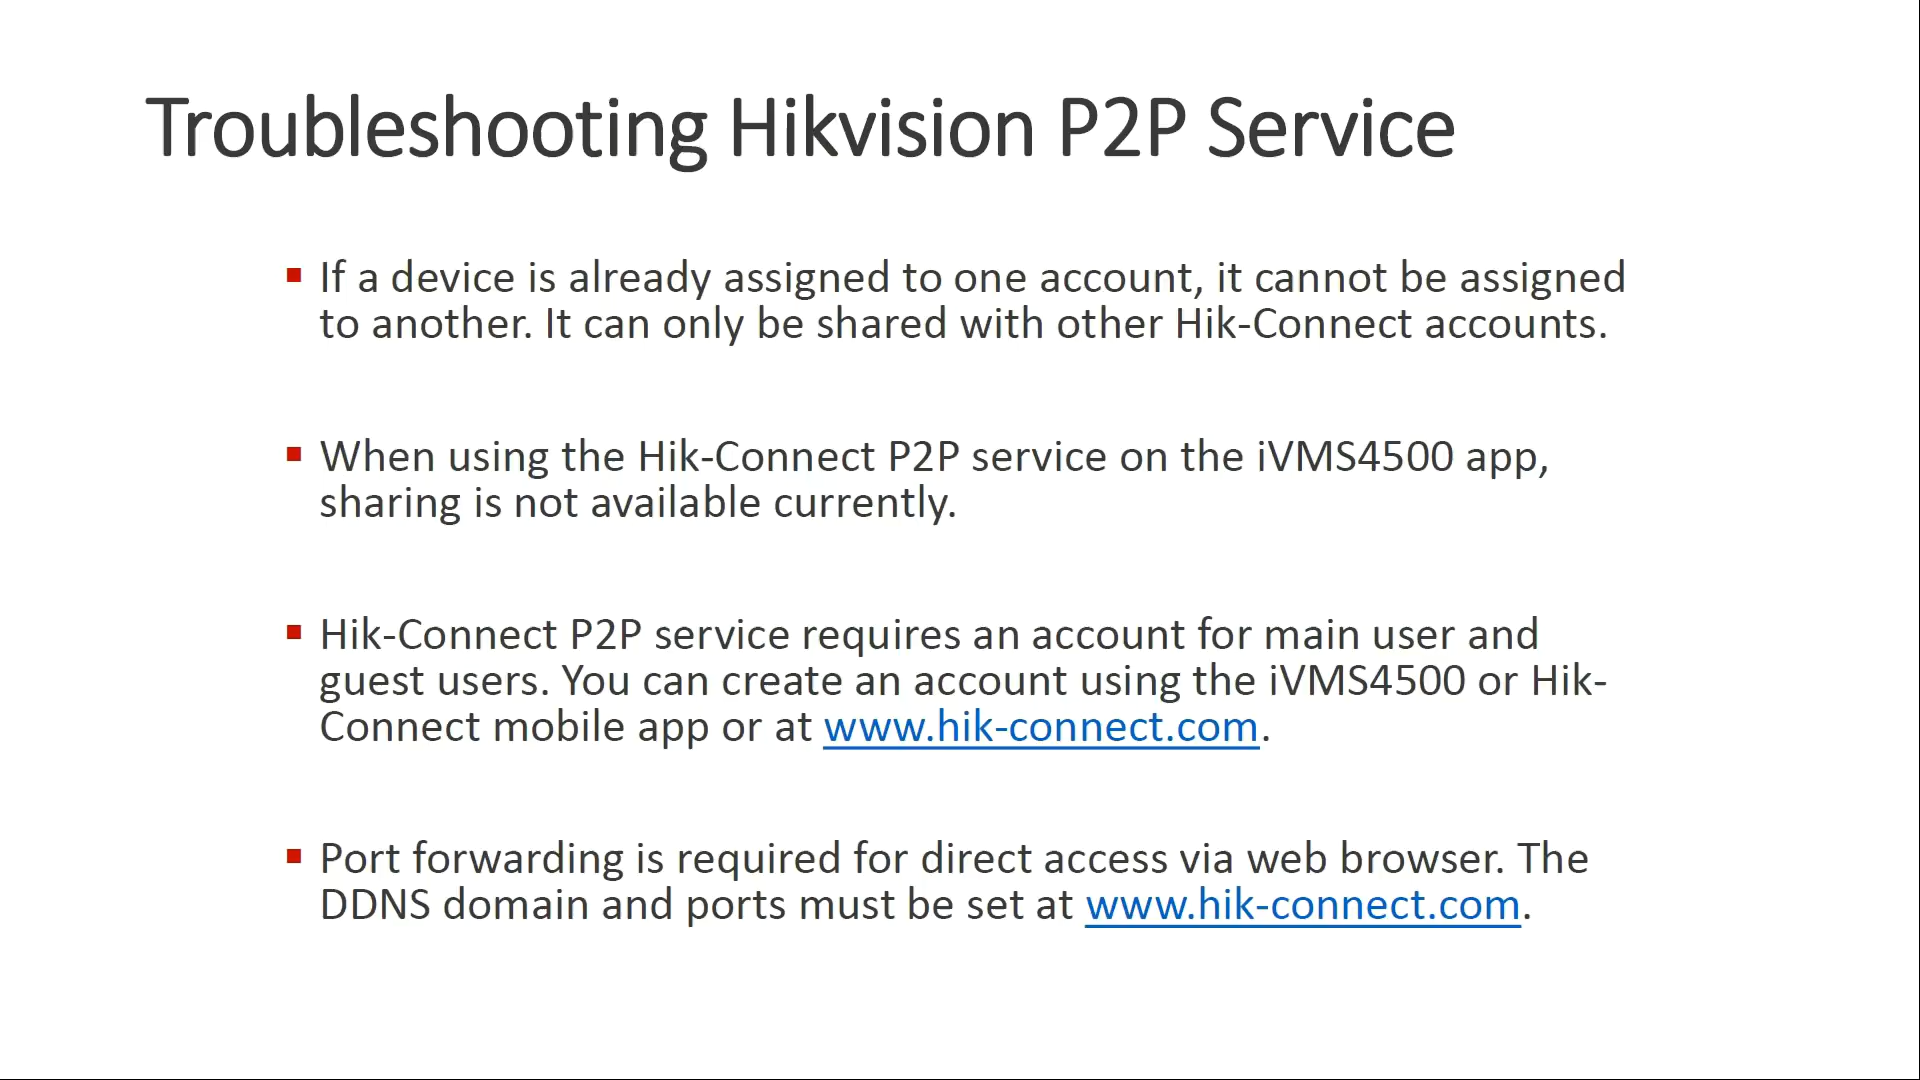 Troubleshooting Hikvision P2P Service
▪ If a device is already assigned to one account, it cannot be assigned
to another. It can only be shared with other Hik-Connect accounts.
▪ When using the Hik-Connect P2P service on the iVMS4500 app,
sharing is not available currently.
▪ Hik-Connect P2P service requires an account for main user and
guest users. You can create an account using the iVMS4500 or Hik-
Connect mobile app or at www.hik-connect.com.
▪ Port forwarding is required for direct access via web browser. The
DDNS domain and ports must be set at www.hik-connect.com.